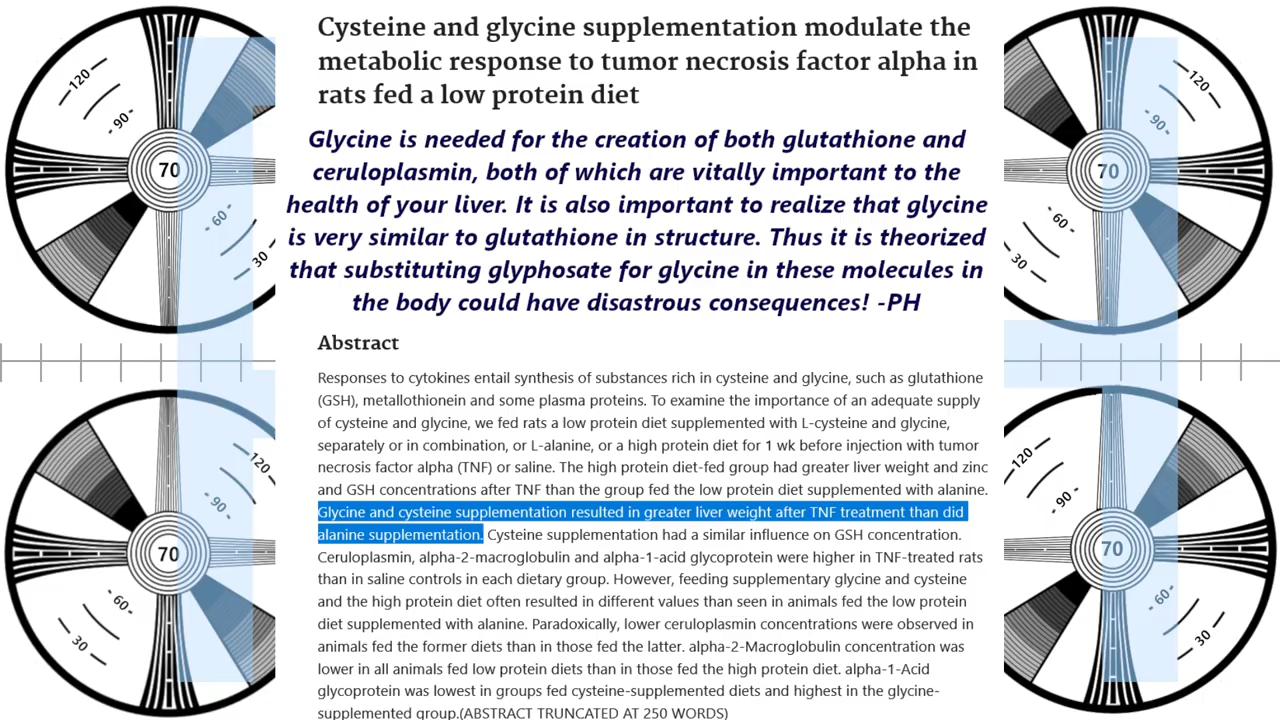 Cysteine and glycine supplementation modulate the
metabolic response to tumor necrosis factor alpha in
rats fed a low protein diet
Glycine is needed for the creation of both glutathione and
ceruloplasmin, both of which are vitally important to the
health of your liver. It is also important to realize that glycine
is very similar to glutathione in structure. Thus it is theorized
that substituting glyphosate for glycine in these molecules in
the body could have disastrous consequences! -PH
Abstract
Responses to cytokines entail synthesis of substances rich in cysteine and glycine, such as glutathione
(GSH), metallothionein and some plasma proteins. To examine the importance of an adequate supply
of cysteine and glycine, we fed rats a low protein diet supplemented with L-cysteine and glycine,
separately or in combination, or L-alanine, or a high protein diet for 1 wk before injection with tumor
necrosis factor alpha (TNF) or saline. The high protein diet-fed group had greater liver weight and zinc
and GSH concentrations after TNF than the group fed the low protein diet supplemented with alanine.
Glycine and cysteine supplementation resulted in greater liver weight after TNF treatment than did
alanine supplementation. Cysteine supplementation had a similar influence on GSH concentration.
Ceruloplasmin, alpha-2-macroglobulin and alpha-1-acid glycoprotein were higher in TNF-treated rats
than in saline controls in each dietary group. However, feeding supplementary glycine and cysteine
and the high protein diet often resulted in different values than seen in animals fed the low protein
diet supplemented with alanine. Paradoxically, lower ceruloplasmin concentrations were observed in
animals fed the former diets than in those fed the latter. alpha-2-Macroglobulin concentration was
lower in all animals fed low protein diets than in those fed the high protein diet. alpha-1-Acid
glycoprotein was lowest in groups fed cysteine-supplemented diets and highest in the glycine-
supplemented group.(ABSTRACT TRUNCATED AT 250 WORDS)
120
- 90 -
70
- 60 -
30
120
- 90 -
70
- 60 -
30
120
- 90 -
70
- 60 -
30
120
- 90 -
70
- 60 -
30